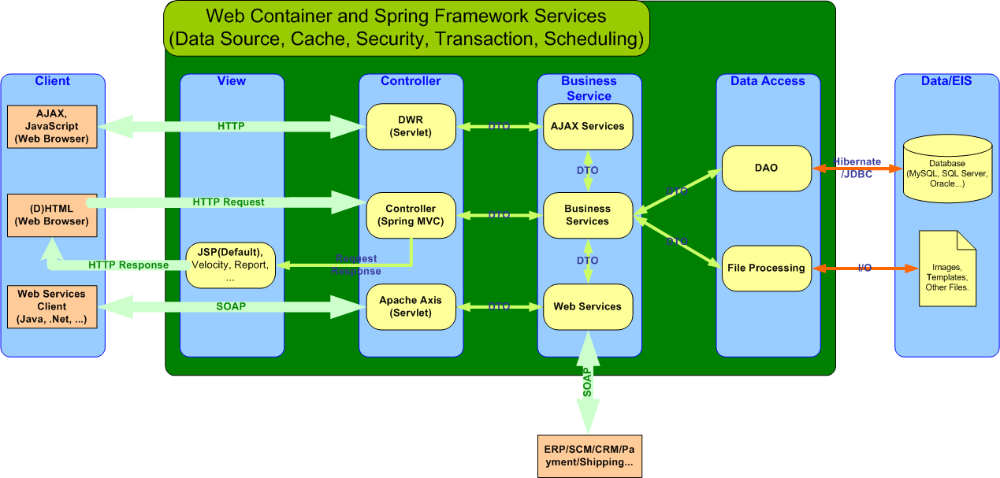 Web Container and Spring Framework Services
(Data Source, Cache, Security, Transaction, Scheduling)
Client
AJAX,
JavaScript
(Web Browser)
(D)HTML
(Web Browser)
Web Services
Client
(Java, .Net, ...)
HTTP
HTTP Request
HTTP Response
SOAP
View
JSP(Default),
Velocity, Report,
...
Request
Response
Controller
DWR
(Servlet)
Controller
(Spring MVC)
Apache Axis
(Servlet)
DTO
DTO
DTO
Business
Service
AJAX Services
DTO
Business
Services
DTO
Web Services
SOAP
ERP/SCM/CRM/Pa
yment/Shipping...
DTO
DTO
Data Access
DAO
File Processing
Hibernate
/JDBC
I/O
Data/EIS
Database
(MySQL, SQL Server,
Oracle...)
Images,
Templates,
Other Files.